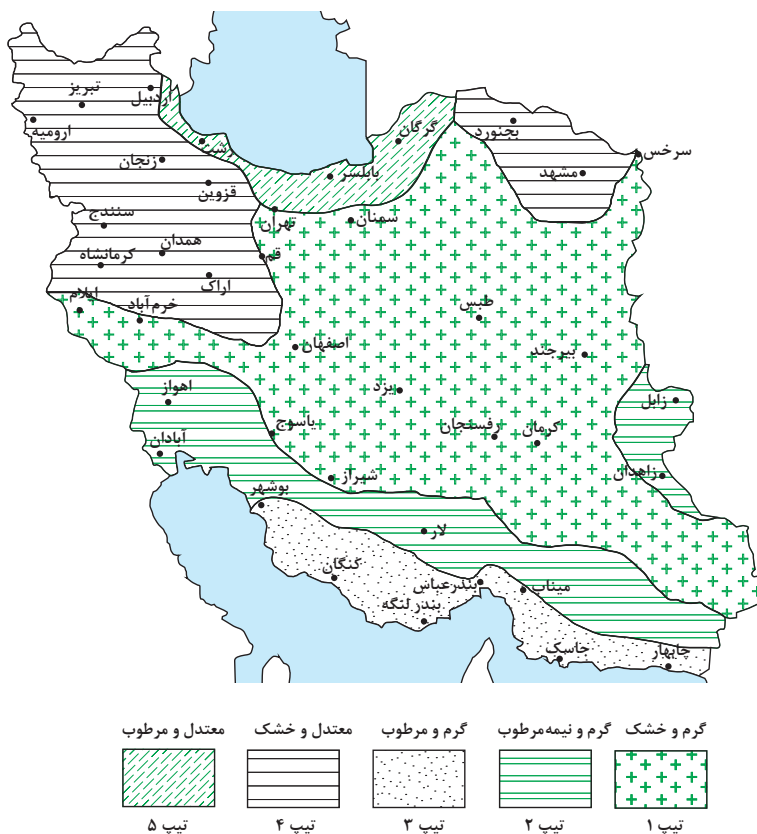 تبریز
اردبیل
ارومیه
رشت
گرگان
بجنورد
سرخس
زنجان
بابلسر
مشهد
قزوین
سنندج
تهران
سمنان
همدان
قم
کرمانشاه
اراک
ایلام
خرم‌آباد
طبس
اصفهان
بیرجند
اهواز
یزد
زابل
یاسوج
رفسنجان
کرمان
آبادان
شیراز
زاهدان
بوشهر
لار
کنگان
بندرعباس
میناب
بندر لنگه
جاسک
چابهار
گرم و خشک
گرم و نیمه‌مرطوب
گرم و مرطوب
معتدل و خشک
معتدل و مرطوب
تیپ ۱
تیپ ۲
تیپ ۳
تیپ ۴
تیپ ۵